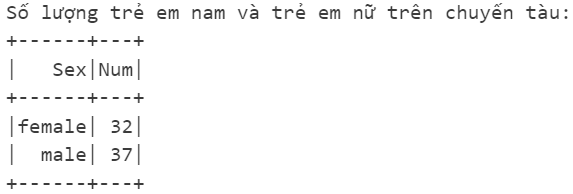 Số lượng trẻ em nam và trẻ em nữ trên chuyến tàu:
+------+---+
|   Sex|Num|
+------+---+
|female| 32|
|  male| 37|
+------+---+